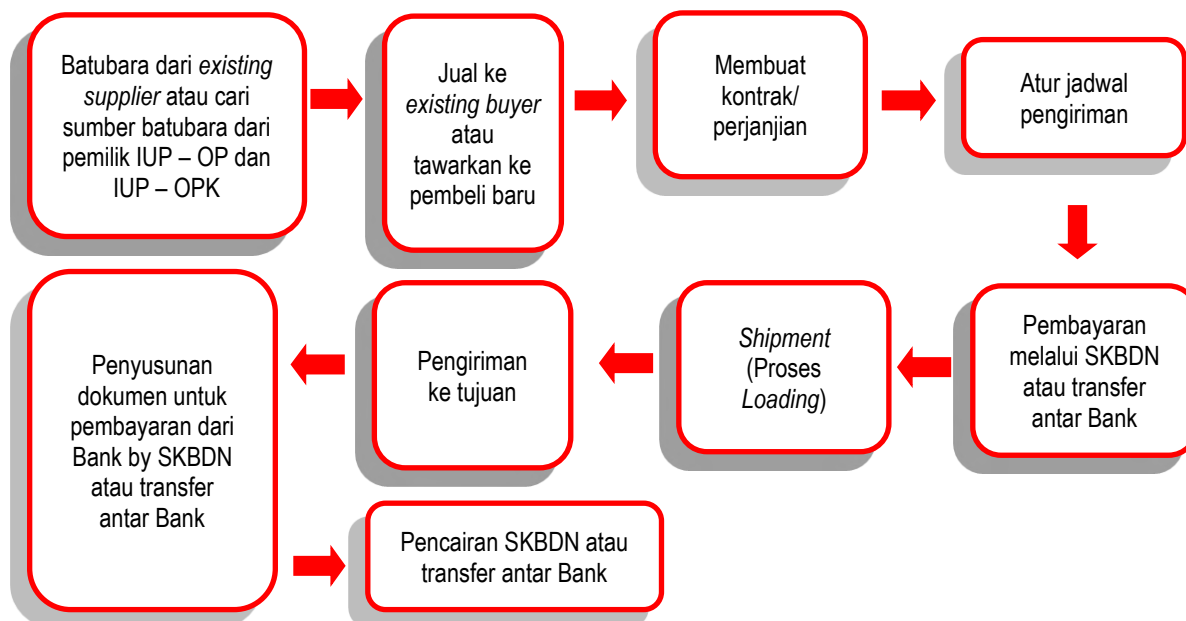 Batubara dari existing
supplier atau cari
sumber batubara dari
pemilik IUP – OP dan
IUP – OPK
Jual ke
existing buyer
atau
tawarkan ke
pembeli baru
Membuat
kontrak/
perjanjian
Atur jadwal
pengiriman
Pembayaran
melalui SKBDN
atau transfer
antar Bank
Shipment
(Proses
Loading)
Pengiriman
ke tujuan
Penyusunan
dokumen untuk
pembayaran dari
Bank by SKBDN
atau transfer
antar Bank
Pencairan SKBDN atau
transfer antar Bank